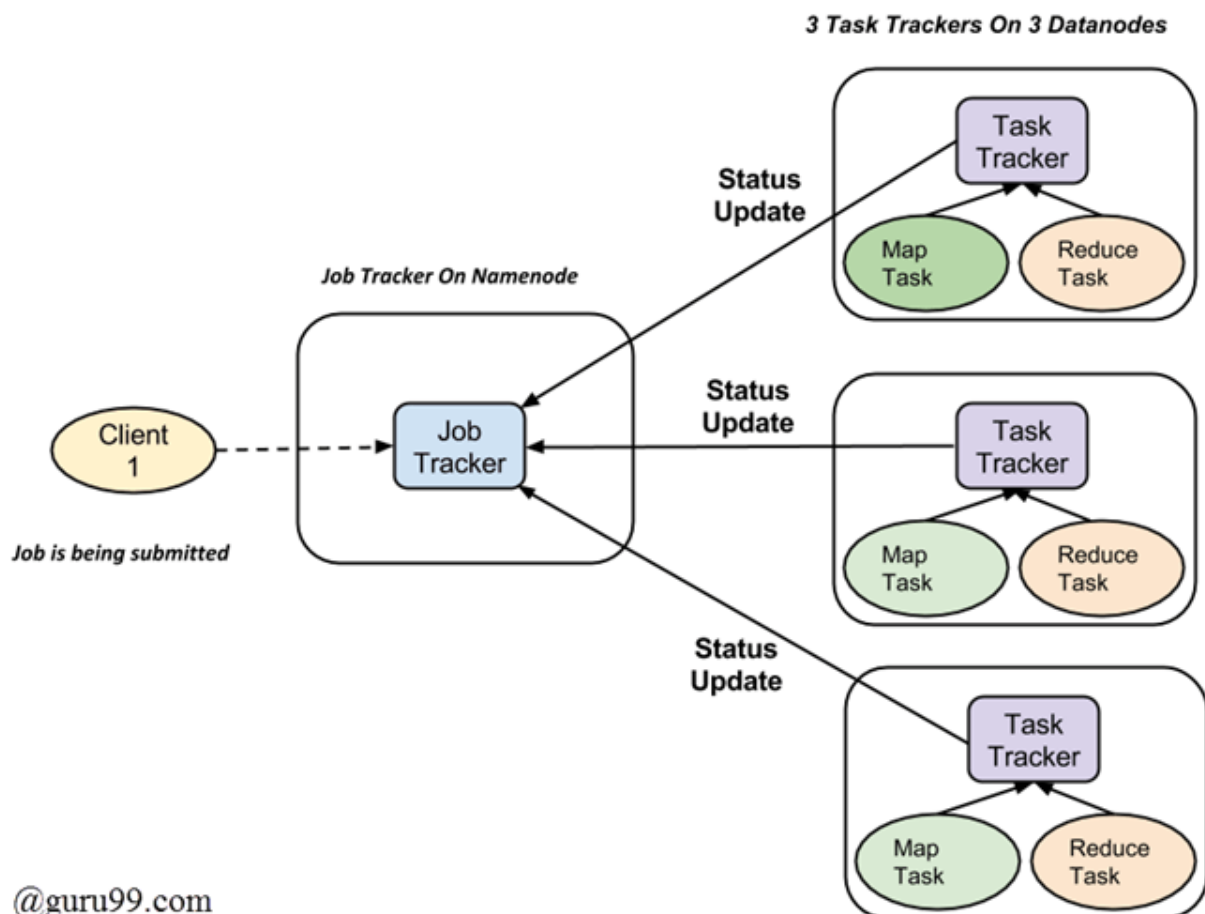 3 Task Trackers On 3 Datanodes
Task
Tracker
Status
Update
Map
Task
Reduce
Task
Job Tracker On Namenode
Client
1
Job
Tracker
Status
Update
Task
Tracker
Job is being submitted
Map
Task
Reduce
Task
Status
Update
Task
Tracker
Map
Task
Reduce
Task
@guru99.com